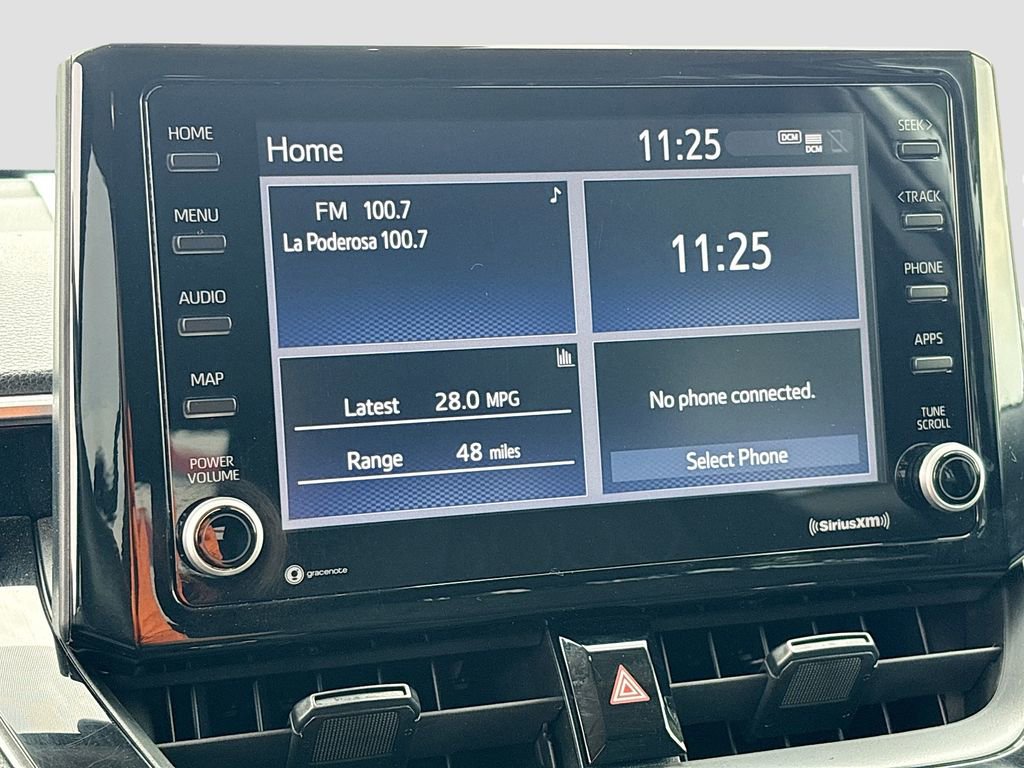 HOME
MENU
AUDIO
MAP
POWER
VOLUME
Home
11:25
DCM
DCM
FM 100.7
La Poderosa 100.7
11:25
Latest 28.0 MPG
Range 48 miles
No phone connected.
Select Phone
SEEK >
< TRACK
PHONE
APPS
TUNE
SCROLL
gracenote
((SiriusXM))